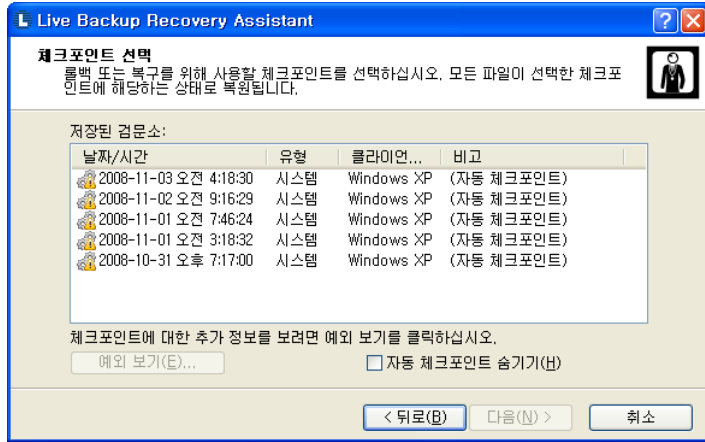 Live Backup Recovery Assistant
체크포인트 선택
롤백 또는 복구를 위해 사용할 체크포인트를 선택하십시오. 모든 파일이 선택한 체크포
인트에 해당하는 상태로 복원됩니다.
저장된 검문소:
날짜/시간 유형 클라이언... 비고
2008-11-03 오전 4:18:30 시스템 Windows XP (자동 체크포인트)
2008-11-02 오전 9:16:29 시스템 Windows XP (자동 체크포인트)
2008-11-01 오전 7:46:24 시스템 Windows XP (자동 체크포인트)
2008-11-01 오전 3:18:32 시스템 Windows XP (자동 체크포인트)
2008-10-31 오후 7:17:00 시스템 Windows XP (자동 체크포인트)
체크포인트에 대한 추가 정보를 보려면 예외 보기를 클릭하십시오.
예외 보기(E)... 자동 체크포인트 숨기기(H)
< 뒤로(B) 다음(N) > 취소